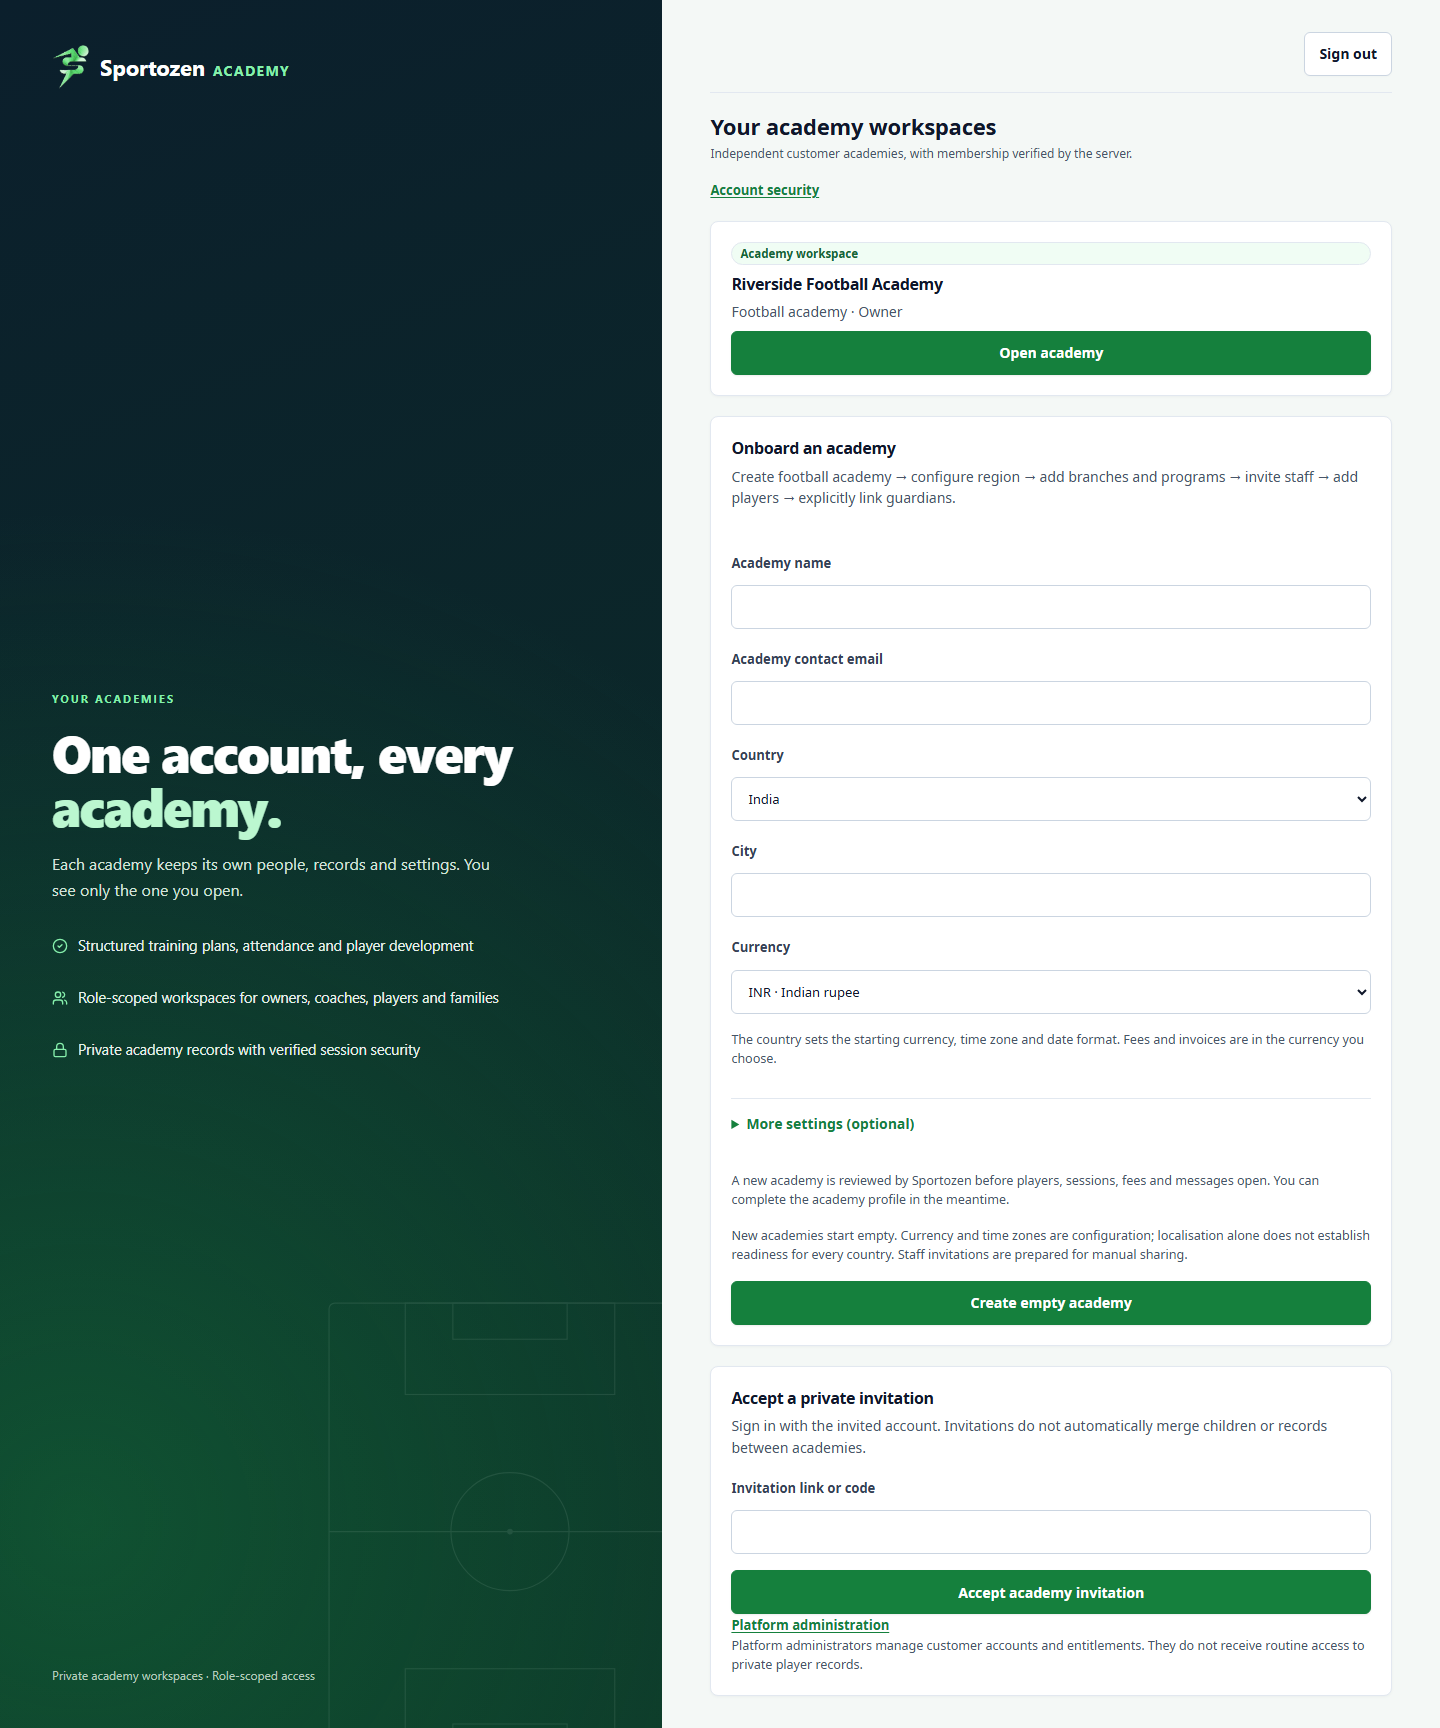 Sportozen ACADEMY
YOUR ACADEMIES
One account, every
academy.
Each academy keeps its own people, records and settings. You
see only the one you open.
Structured training plans, attendance and player development
Role-scoped workspaces for owners, coaches, players and families
Private academy records with verified session security
Private academy workspaces · Role-scoped access
Sign out
Your academy workspaces
Independent customer academies, with membership verified by the server.
Account security
Academy workspace
Riverside Football Academy
Football academy · Owner
Open academy
Onboard an academy
Create football academy → configure region → add branches and programs → invite staff → add
players → explicitly link guardians.
Academy name
Academy contact email
Country
India
City
Currency
INR · Indian rupee
The country sets the starting currency, time zone and date format. Fees and invoices are in the currency you
choose.
More settings (optional)
A new academy is reviewed by Sportozen before players, sessions, fees and messages open. You can
complete the academy profile in the meantime.
New academies start empty. Currency and time zones are configuration; localisation alone does not establish
readiness for every country. Staff invitations are prepared for manual sharing.
Create empty academy
Accept a private invitation
Sign in with the invited account. Invitations do not automatically merge children or records
between academies.
Invitation link or code
Accept academy invitation
Platform administration
Platform administrators manage customer accounts and entitlements. They do not receive routine access to
private player records.